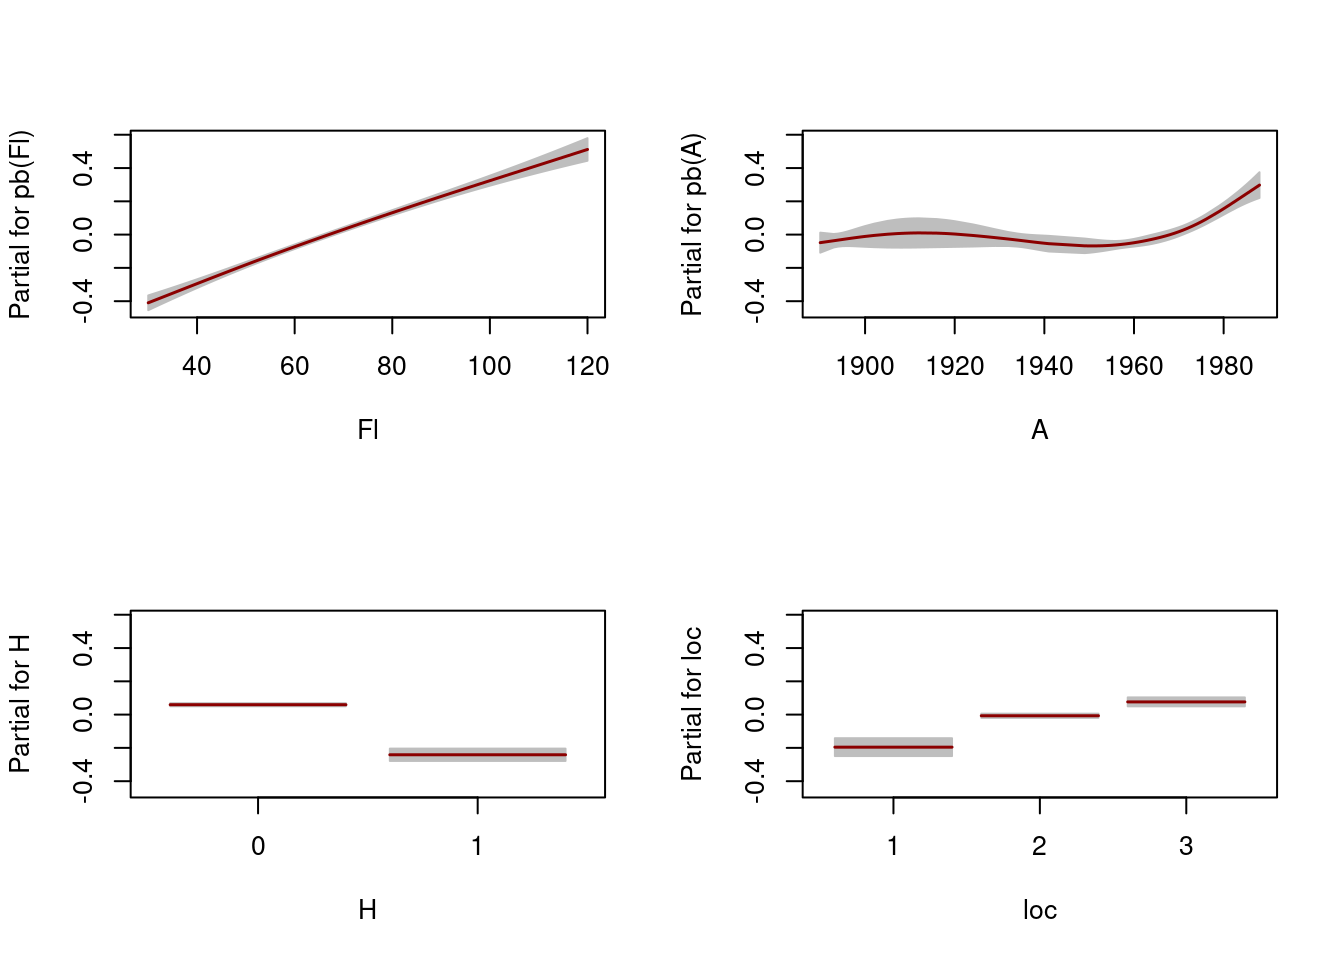 Partial for pb(Fl)
0.4
0.0
-0.4
40 60 80 100 120
Fl
Partial for pb(A)
0.4
0.0
-0.4
1900 1920 1940 1960 1980
A
Partial for H
0.4
0.0
-0.4
0 1
H
Partial for loc
0.4
0.0
-0.4
1 2 3
loc